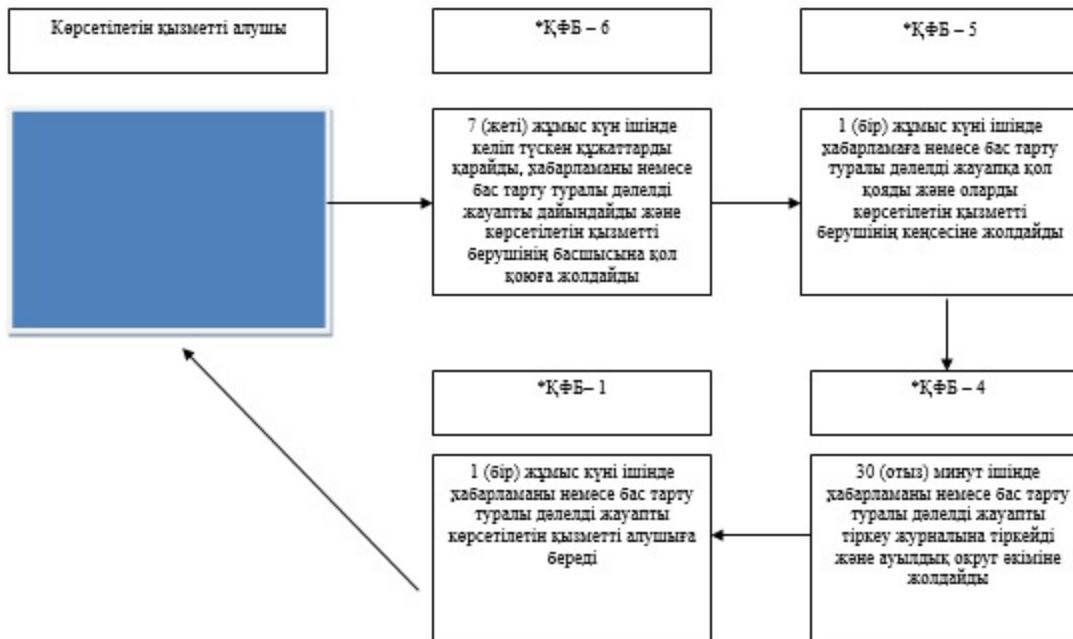 Көрсетілетін қызметті алушы
*ҚФБ – 6
*ҚФБ – 5
7 (жеті) жұмыс күн ішінде
келіп түскен құжаттарды
қарайды, хабарламаны немесе
бас тарту туралы дәлелді
жауапты дайындайды және
көрсетілетін қызметті
берушінің басшысына қол
қоюға жолдайды
1 (бір) жұмыс күні ішінде
хабарламаға немесе бас тарту
туралы дәлелді жауапқа қол
қояды және оларды
көрсетілетін қызметті
берушінің кеңсесіне жолдайды
*ҚФБ– 1
*ҚФБ – 4
1 (бір) жұмыс күні ішінде
хабарламаны немесе бас тарту
туралы дәлелді жауапты
көрсетілетін қызметті алушыға
береді
30 (отыз) минут ішінде
хабарламаны немесе бас тарту
туралы дәлелді жауапты
тіркеу журналына тіркейді
және ауылдық округ әкіміне
жолдайды